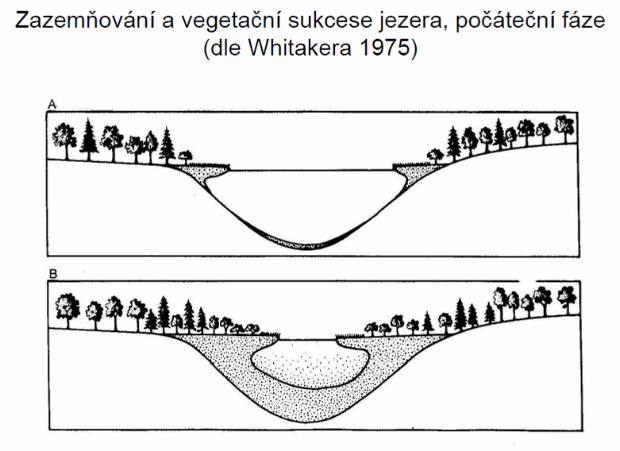 Zazemňování a vegetační sukcese jezera, počáteční fáze
(dle Whitakera 1975)
A
B